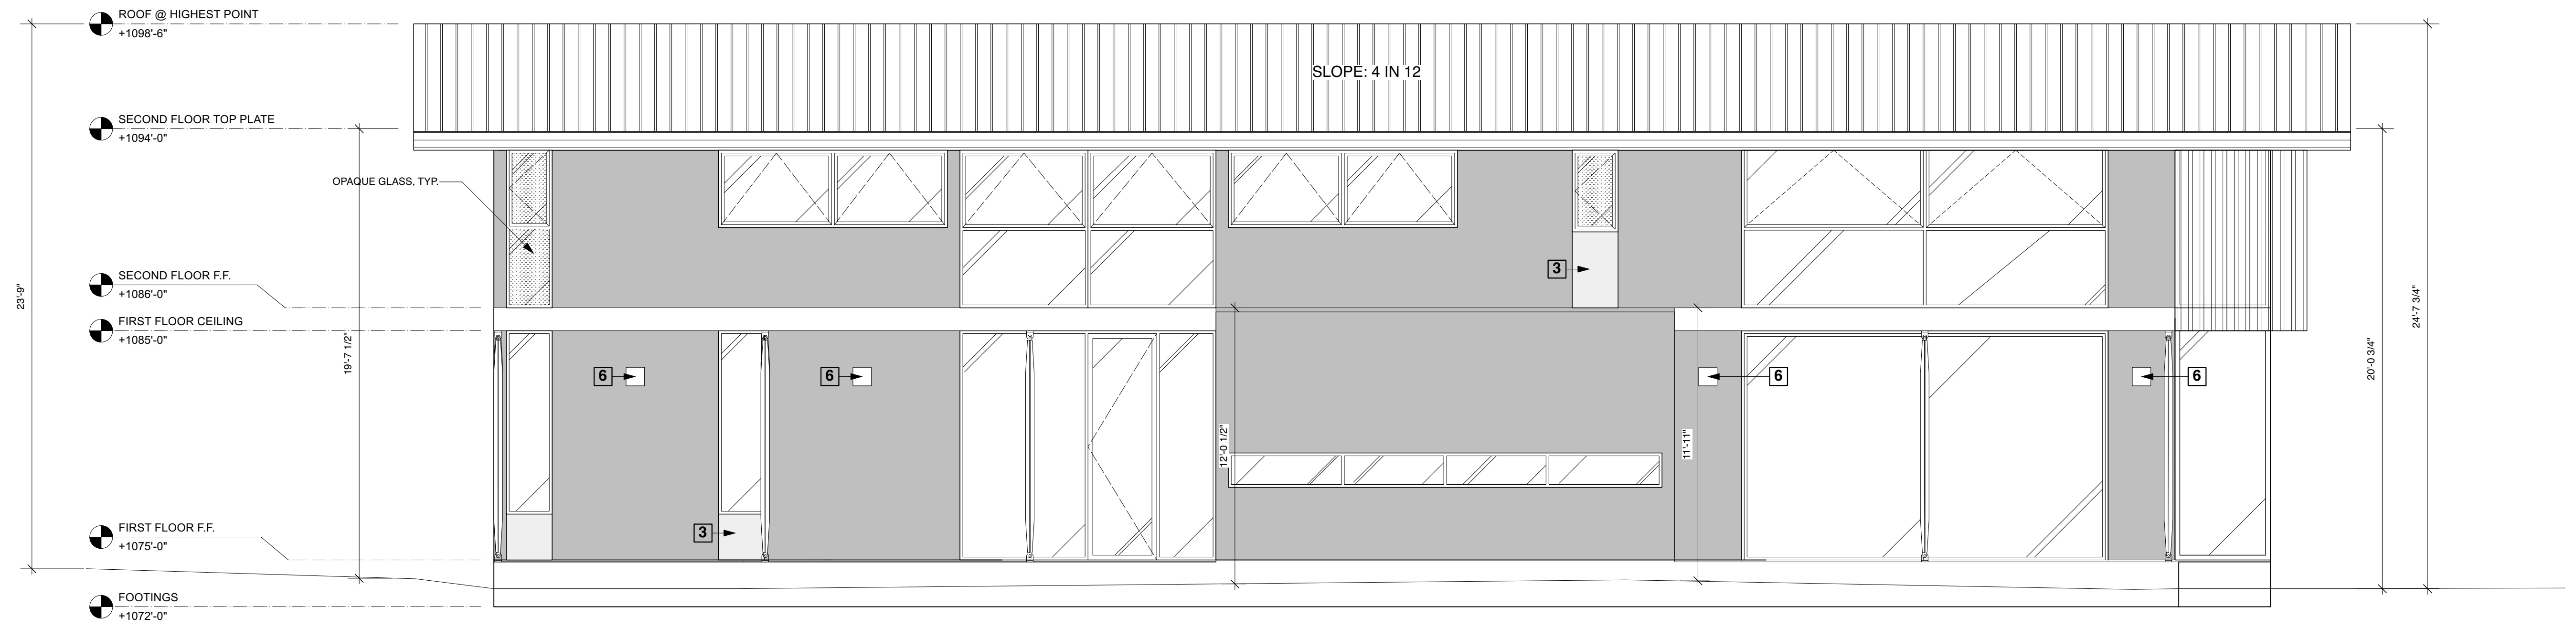 ROOF @ HIGHEST POINT
+1098'-6"
SLOPE: 4 IN 12
SECOND FLOOR TOP PLATE
+1094'-0"
OPAQUE GLASS, TYP.
SECOND FLOOR F.F.
+1086'-0"
3
23'-9"
24'-7 3/4"
FIRST FLOOR CEILING
+1085'-0"
19'-7 1/2"
20'-0 3/4"
6
6
6
6
12'-0 1/2"
11'-11"
3
FIRST FLOOR F.F.
+1075'-0"
FOOTINGS
+1072'-0"